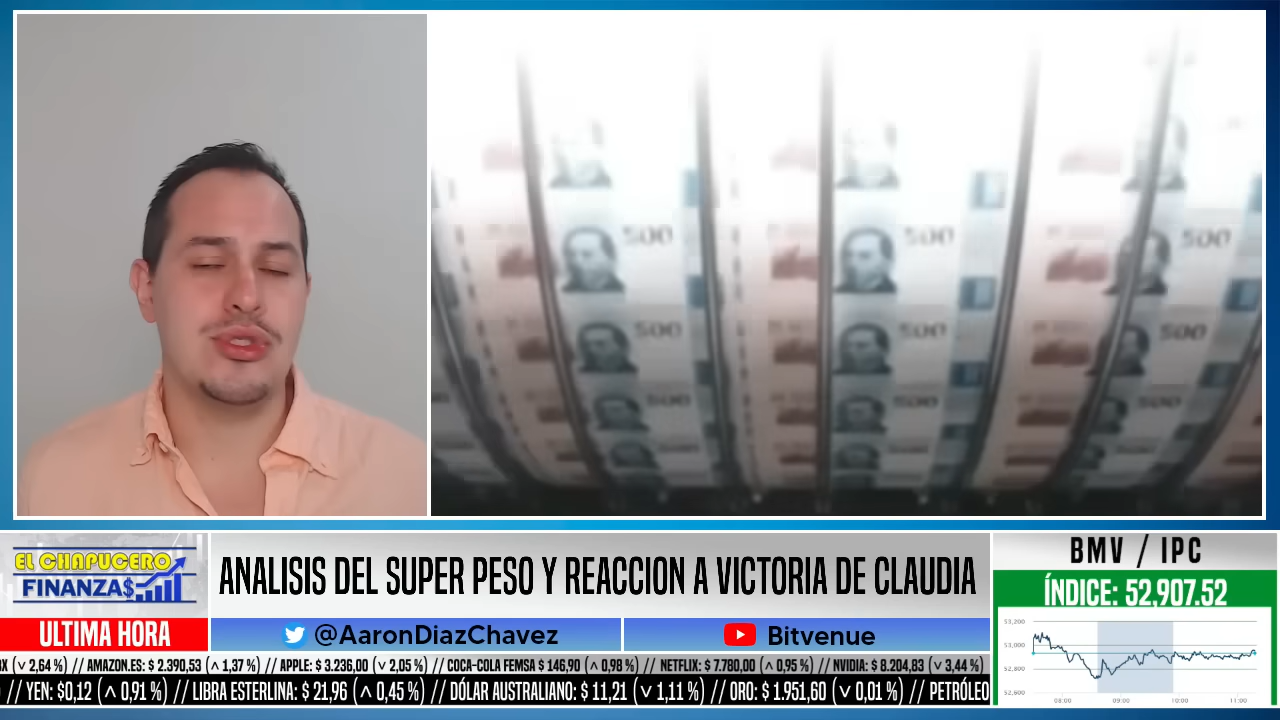 500
500
500
500
500
500
500
500
500
EL CHAPUCERO
FINANZA$
ULTIMA HORA
ANALISIS DEL SUPER PESO Y REACCION A VICTORIA DE CLAUDIA
@AaronDiazChavez
Bitvenue
BMV / IPC
ÍNDICE: 52,907.52
53,200
53,000
52,800
52,600
08:00 09:00 10:00 11:00
(˅ 2,64 %) // AMAZON.ES: $ 2.390,53 (˄ 1,37 %) // APPLE: $ 3.236,00 (˅ 2,05 %) // COCA-COLA FEMSA $ 146,90 (˄ 0,98 %) // NETFLIX: $ 7.780,00 (˄ 0,95 %) // NVIDIA: $ 8.204,83 (˅ 3,44 %)
// YEN: $0,12 (˄ 0,91 %) // LIBRA ESTERLINA: $ 21,96 (˄ 0,45 %) // DÓLAR AUSTRALIANO: $ 11,21 (˅ 1,11 %) // ORO: $ 1.951,60 (˅ 0,01 %) // PETRÓLEO